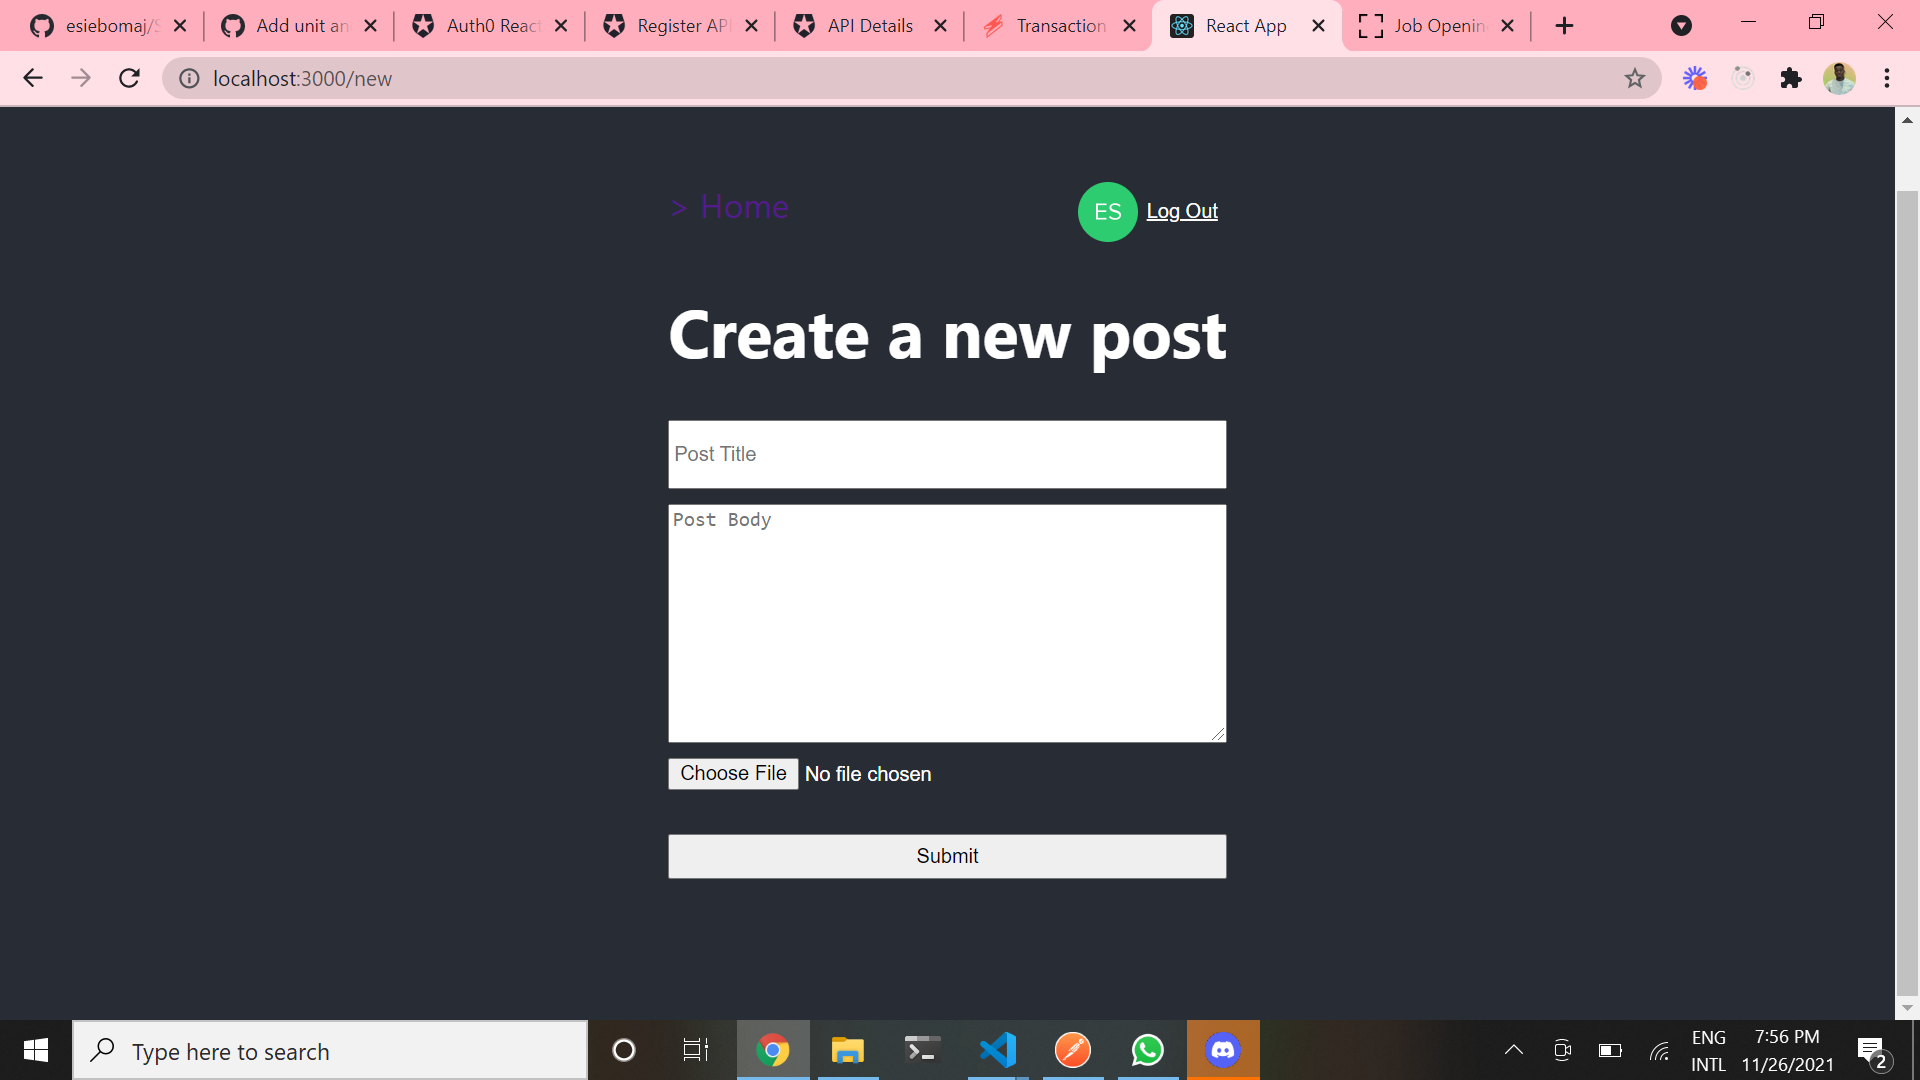 esiebomaj/S
Add unit an
Auth0 React
Register API
API Details
Transaction
React App
Job Opening
localhost:3000/new
> Home
ES
Log Out
Create a new post
Post Title
Post Body
Choose File No file chosen
Submit
Type here to search
ENG
INTL
7:56 PM
11/26/2021
2